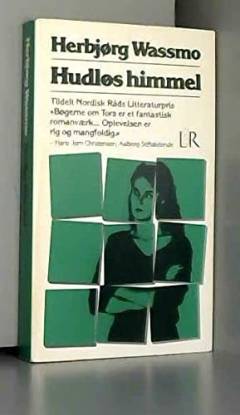 Herbjørg Wassmo
Herbjørg Wassmo
Hudløs himmel
Tildelt Nordisk Råds Litteraturpris
»Bøgerne om Tora er et fantastisk
romanværk... Oplevelsen er
rig og mangfoldig.«
- Hans Jørn Christensen, Aalborg Stiftstidende
LR